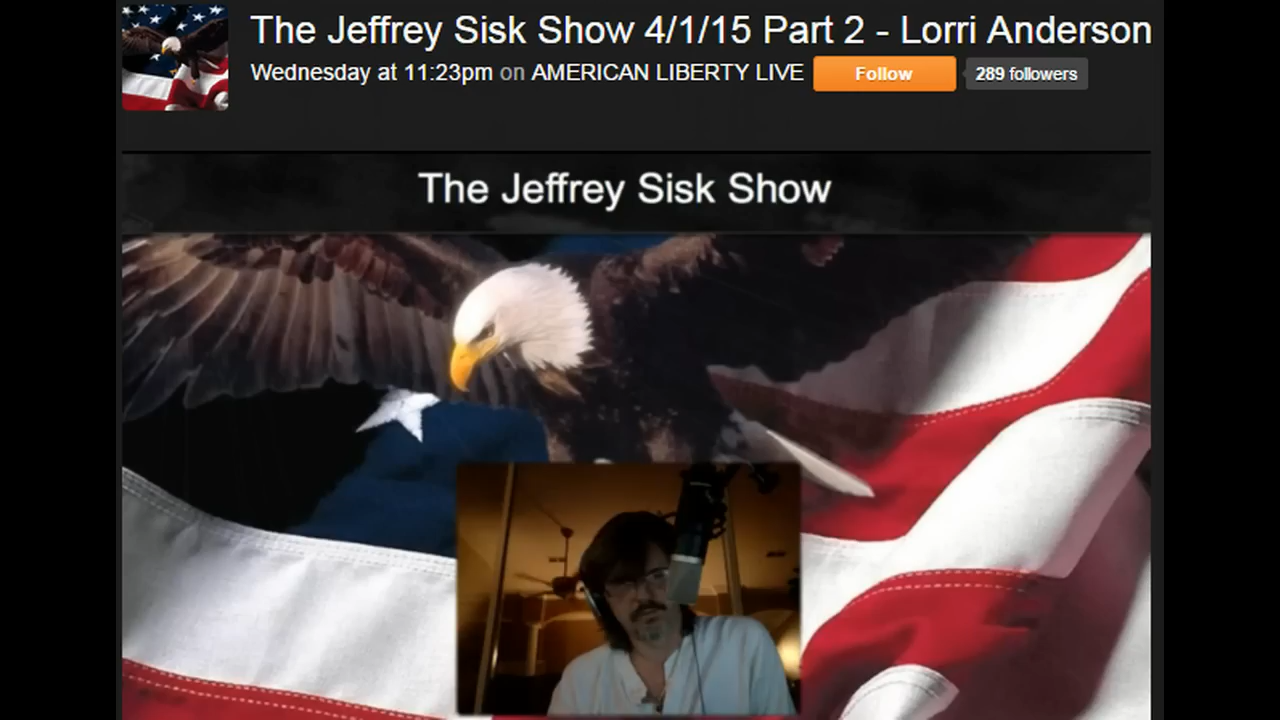 The Jeffrey Sisk Show 4/1/15 Part 2 - Lorri Anderson
Wednesday at 11:23pm on AMERICAN LIBERTY LIVE Follow 289 followers
The Jeffrey Sisk Show